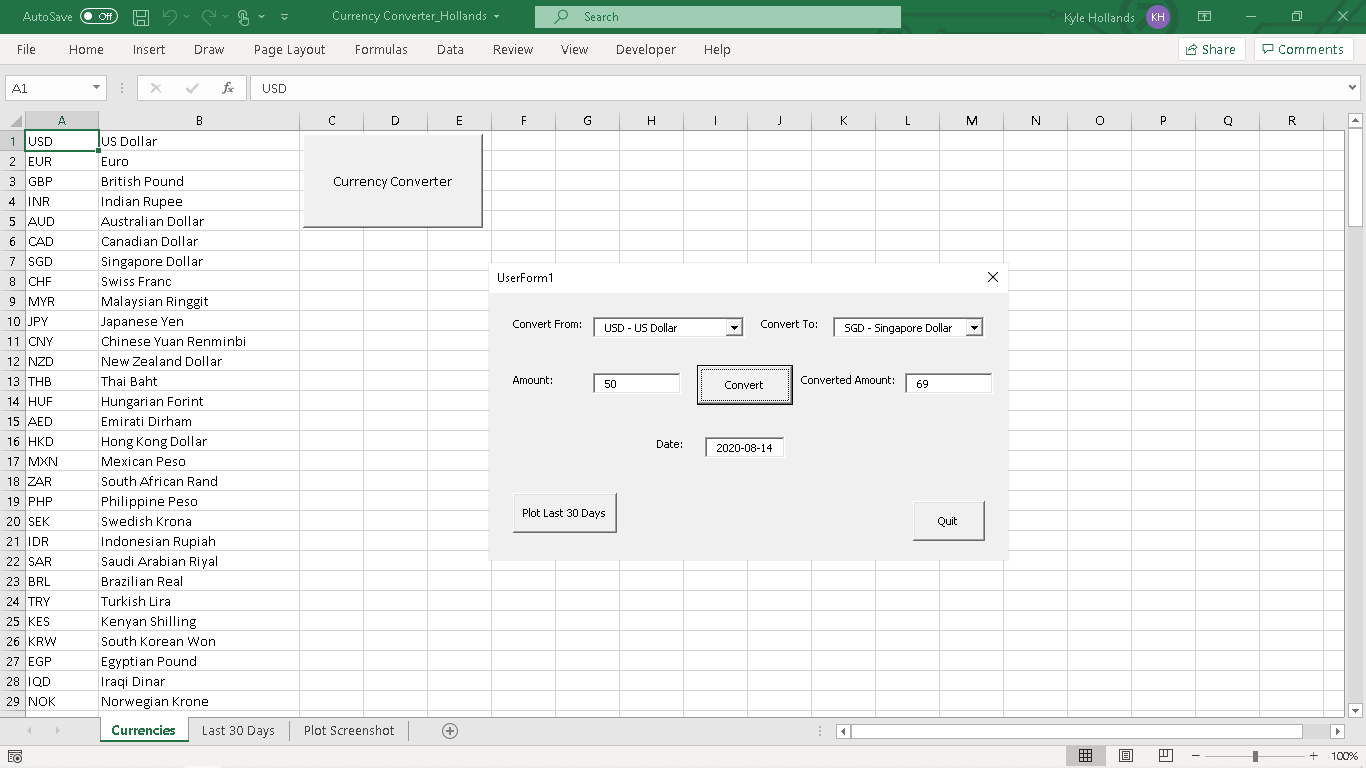 AutoSave Off Currency Converter_Hollands Search Kyle Hollands KH
File Home Insert Draw Page Layout Formulas Data Review View Developer Help Share Comments
A1 fx USD
A B C D E F G H I J K L M N O P Q R
1 USD US Dollar
2 EUR Euro
3 GBP British Pound
Currency Converter
4 INR Indian Rupee
5 AUD Australian Dollar
6 CAD Canadian Dollar
7 SGD Singapore Dollar
8 CHF Swiss Franc
9 MYR Malaysian Ringgit
10 JPY Japanese Yen
11 CNY Chinese Yuan Renminbi
12 NZD New Zealand Dollar
13 THB Thai Baht
14 HUF Hungarian Forint
15 AED Emirati Dirham
16 HKD Hong Kong Dollar
17 MXN Mexican Peso
18 ZAR South African Rand
19 PHP Philippine Peso
20 SEK Swedish Krona
21 IDR Indonesian Rupiah
22 SAR Saudi Arabian Riyal
23 BRL Brazilian Real
24 TRY Turkish Lira
25 KES Kenyan Shilling
26 KRW South Korean Won
27 EGP Egyptian Pound
28 IQD Iraqi Dinar
29 NOK Norwegian Krone
UserForm1
Convert From: USD - US Dollar Convert To: SGD - Singapore Dollar
Amount: 50 Convert Converted Amount: 69
Date: 2020-08-14
Plot Last 30 Days
Quit
Currencies Last 30 Days Plot Screenshot
100%